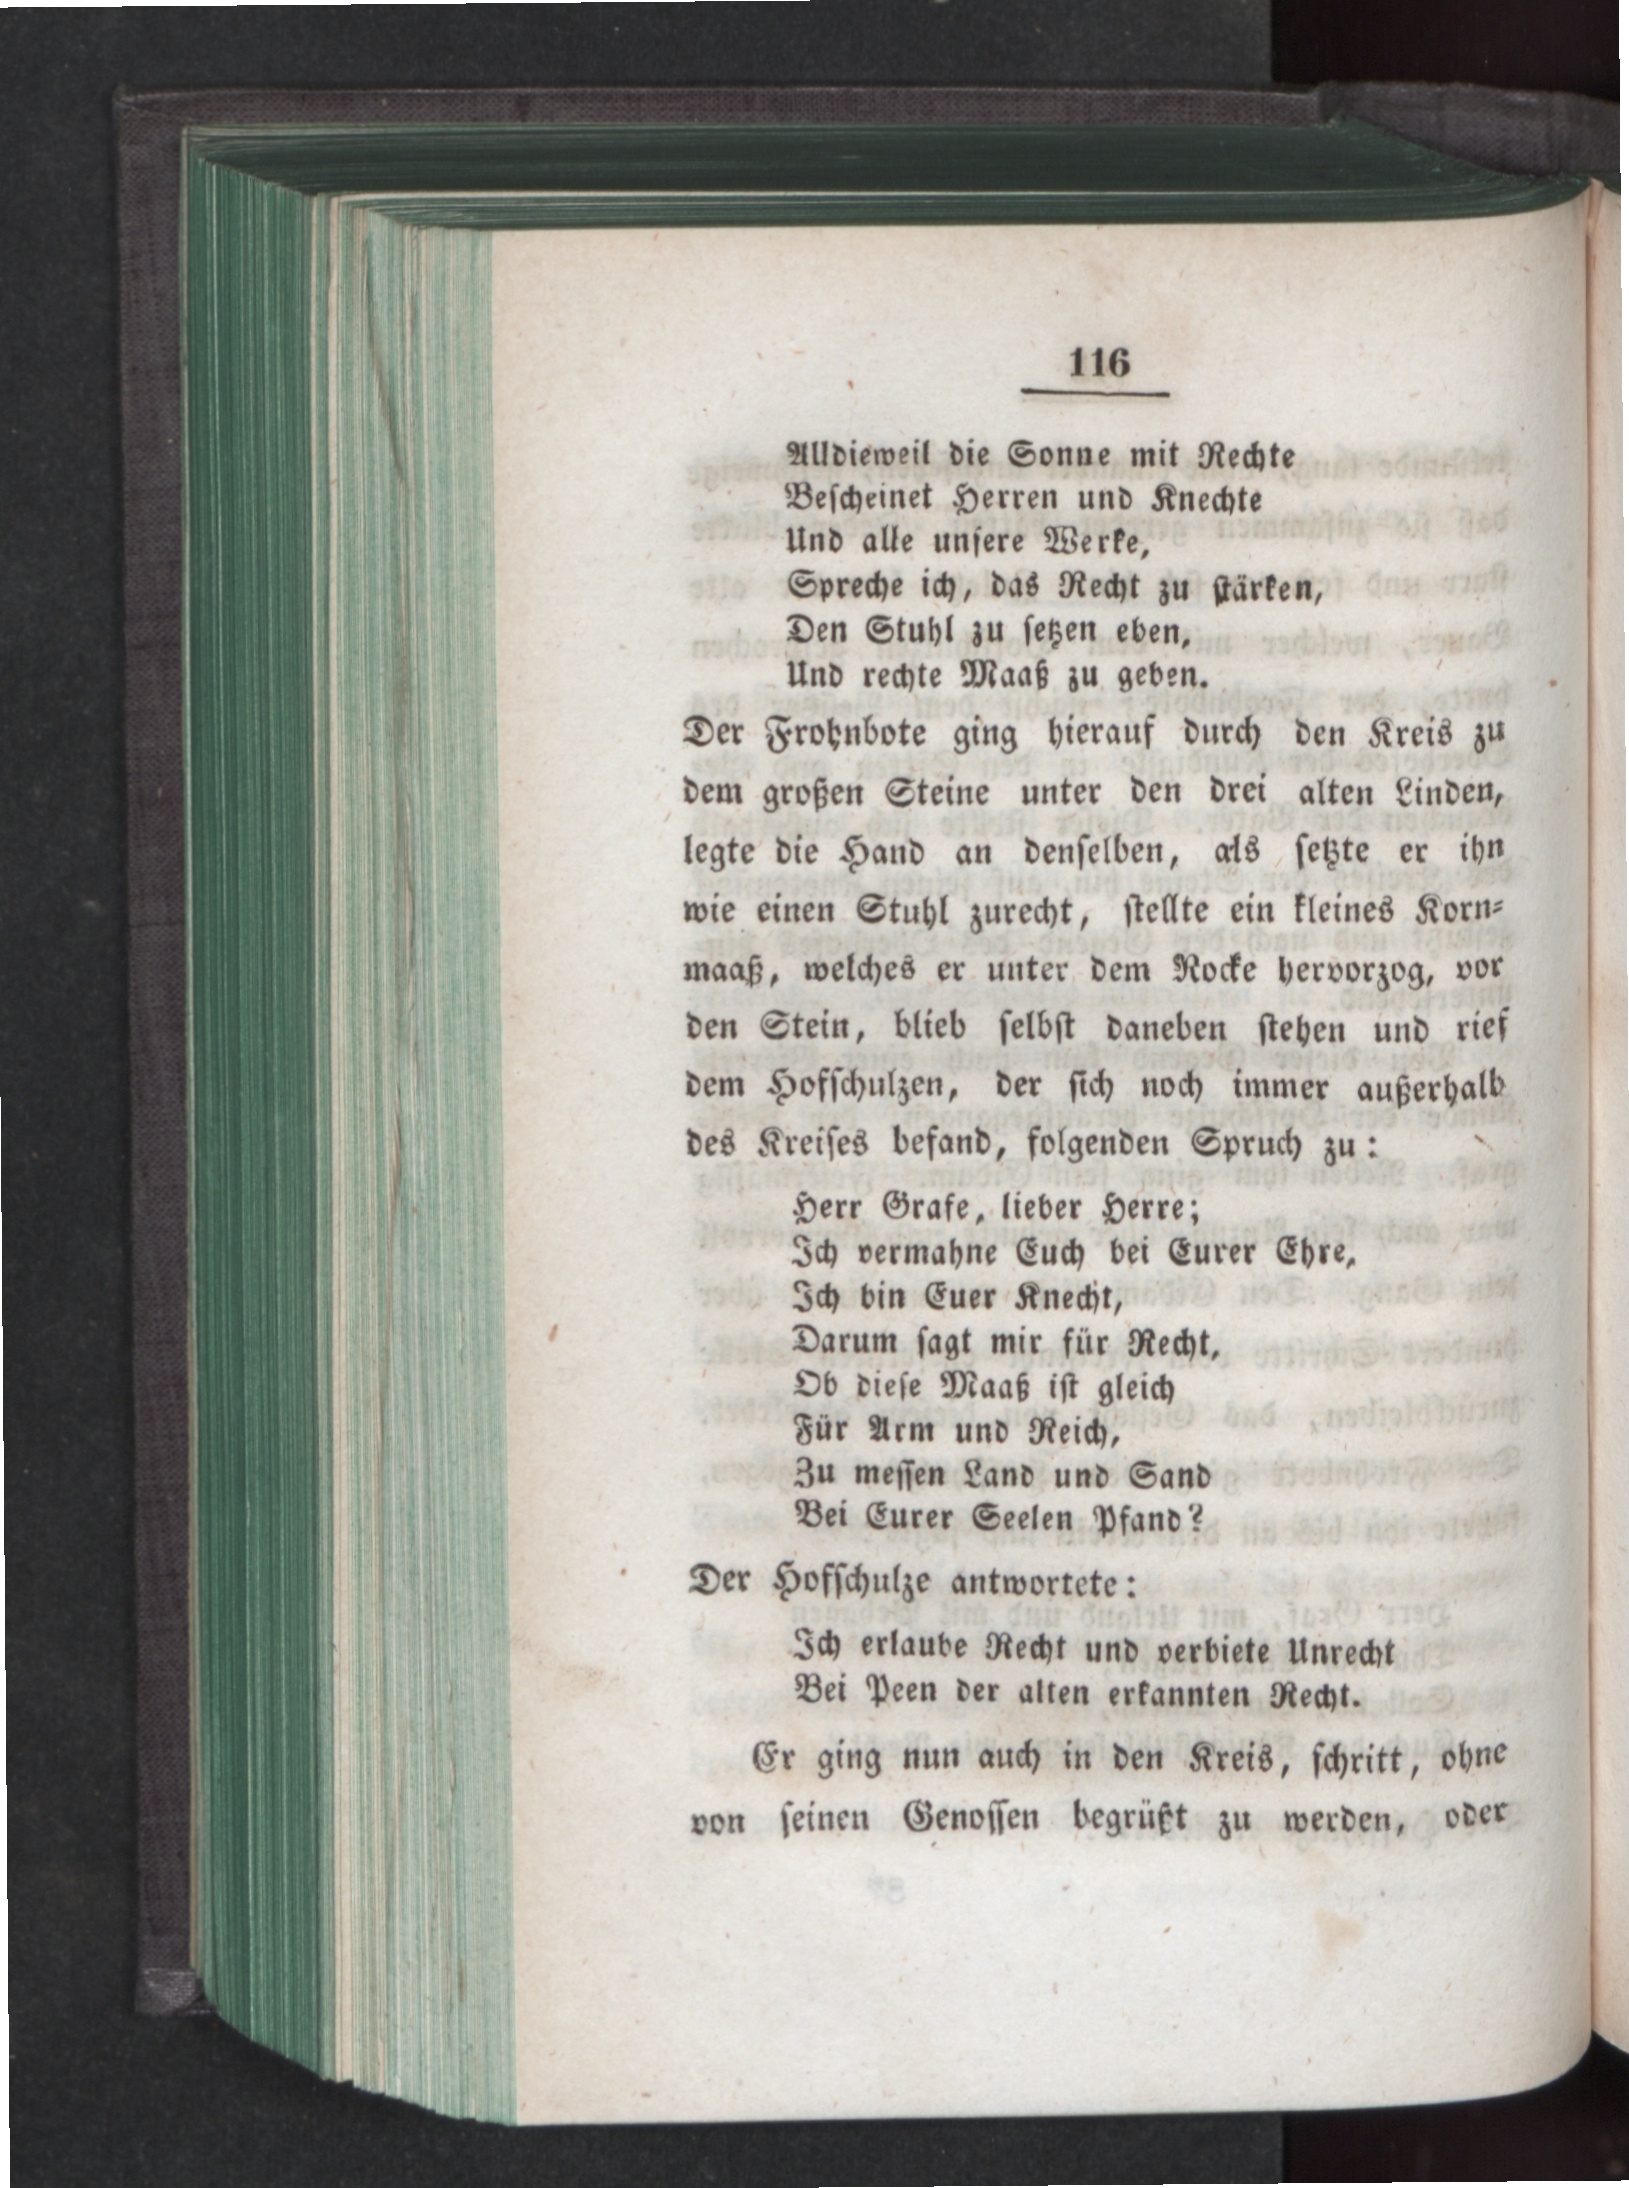 116
Alldieweil die Sonne mit Rechte
Beſcheinet Herren und Knechte
Und alle unſere Werke,
Spreche ich, das Recht zu ſtärken,
Den Stuhl zu ſetzen eben,
Und rechte Maaß zu geben.
Der Frohnbote ging hierauf durch den Kreis zu
dem großen Steine unter den drei alten Linden,
legte die Hand an denſelben, als ſetzte er ihn
wie einen Stuhl zurecht, ſtellte ein kleines Korn⸗
maaß, welches er unter dem Rocke hervorzog, vor
den Stein, blieb ſelbſt daneben ſtehen und rief
dem Hofſchulzen, der ſich noch immer außerhalb
des Kreiſes befand, folgenden Spruch zu:
Herr Grafe, lieber Herre;
Ich vermahne Euch bei Eurer Ehre,
Ich bin Euer Knecht,
Darum ſagt mir für Recht,
Ob dieſe Maaß iſt gleich
Für Arm und Reich,
Zu meſſen Land und Sand
Bei Eurer Seelen Pfand?
Der Hofſchulze antwortete:
Ich erlaube Recht und verbiete Unrecht
Bei Peen der alten erkannten Recht.
Er ging nun auch in den Kreis, ſchritt, ohne
von ſeinen Genoſſen begrüßt zu werden, oder